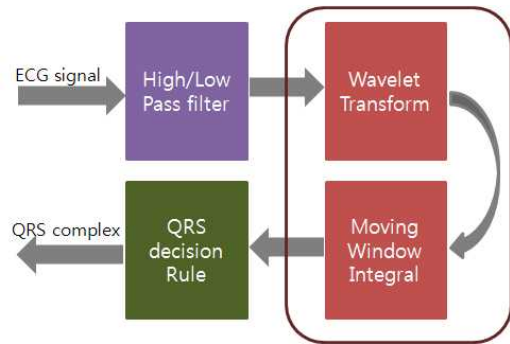 ECG signal
High/Low
Pass filter
Wavelet
Transform
QRS complex
QRS
decision
Rule
Moving
Window
Integral